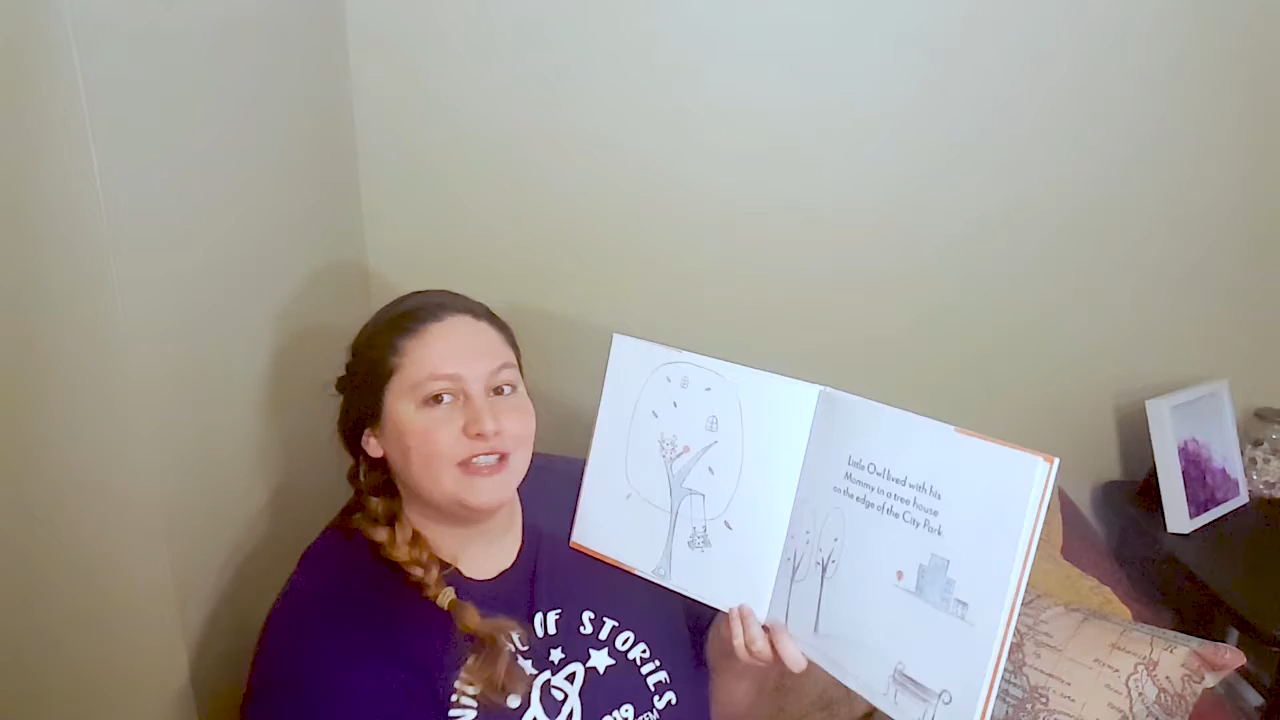 Little Owl lived with his
Mommy in a tree house
on the edge of the City Park.
OF STORIES